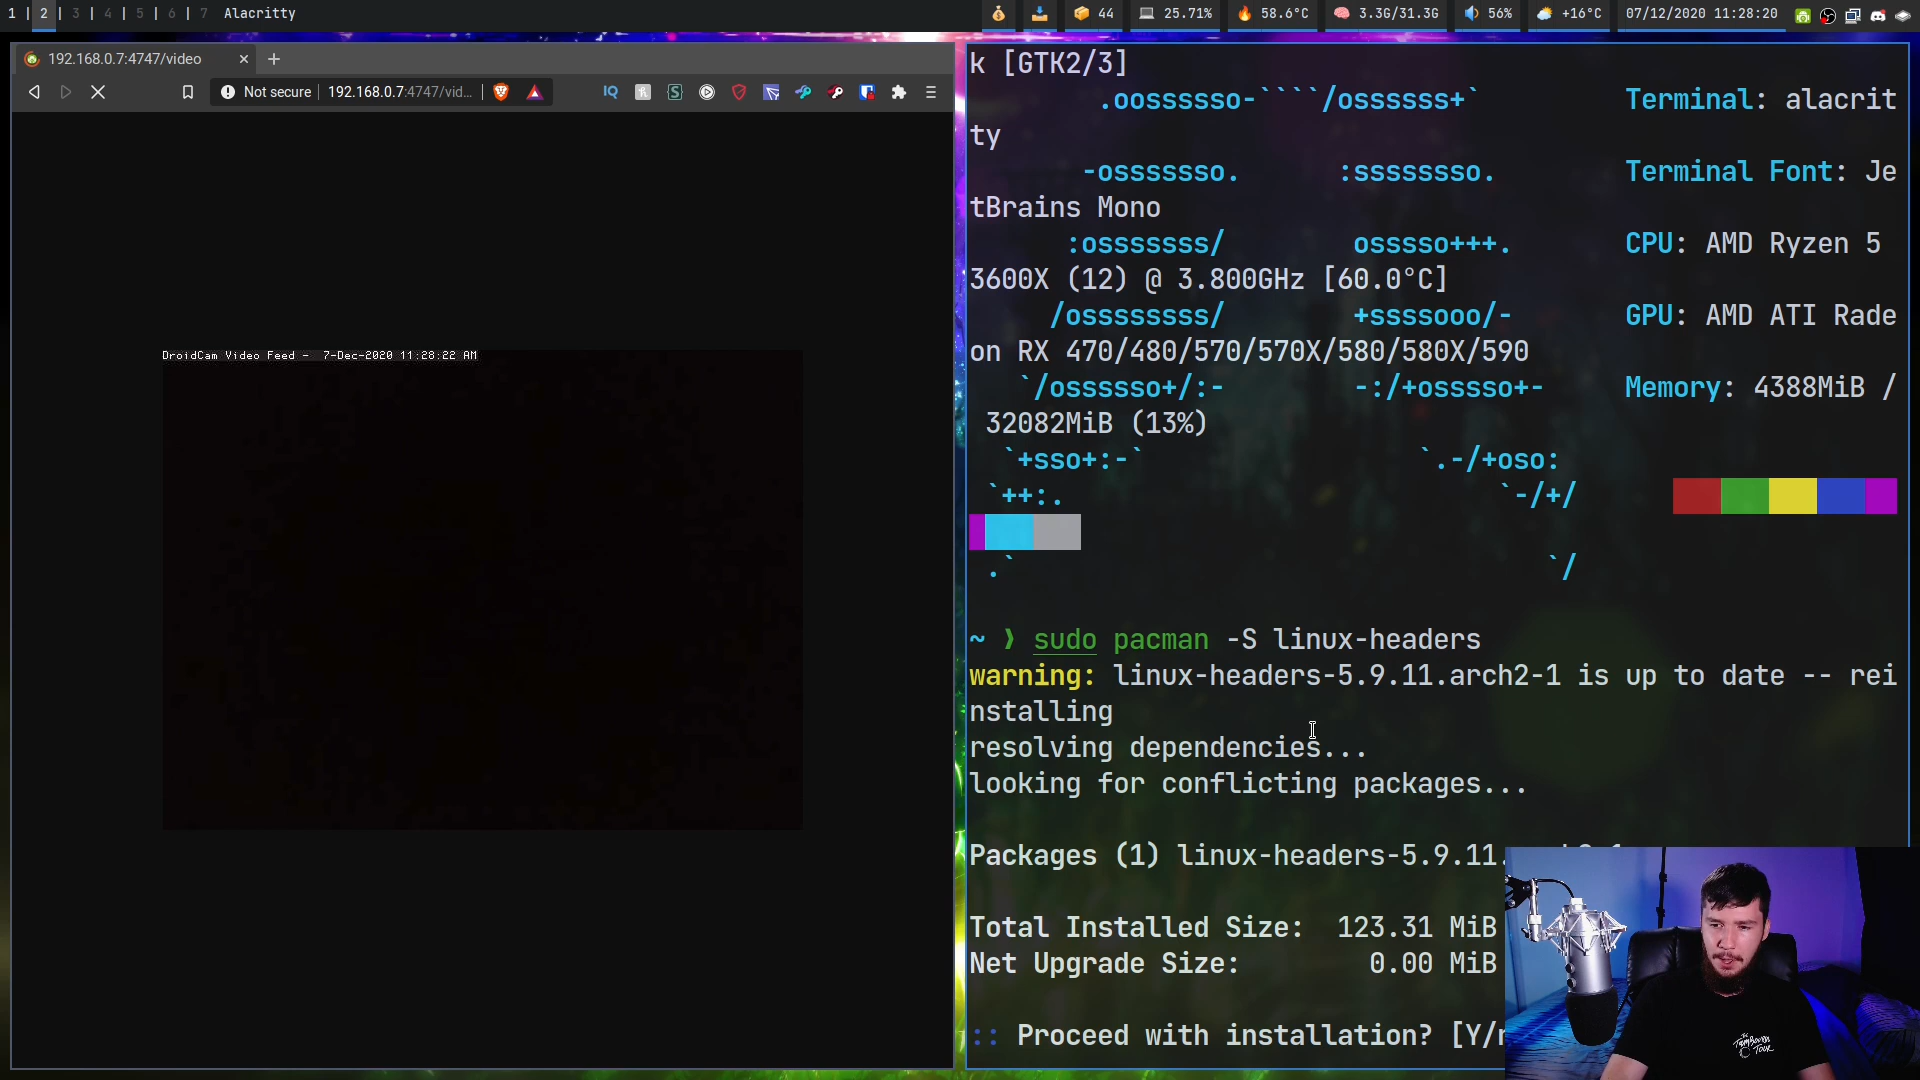 1 | 2 | 3 | 4 | 5 | 6 | 7 Alacritty
44 25.71% 58.6°C 3.3G/31.3G 56% +16°C 07/12/2020 11:28:20
192.168.0.7:4747/video
Not secure 192.168.0.7:4747/vid...
DroidCam Video Feed - 7-Dec-2020 11:28:22 AM
k [GTK2/3]
.oossssso-````/ossssss+` Terminal: alacrit
ty
-osssssso. :ssssssso. Terminal Font: Je
tBrains Mono
:osssssss/ osssso+++. CPU: AMD Ryzen 5
3600X (12) @ 3.800GHz [60.0°C]
/ossssssss/ +ssssooo/- GPU: AMD ATI Rade
on RX 470/480/570/570X/580/580X/590
`/ossssso+/:- -:/+osssso+- Memory: 4388MiB /
32082MiB (13%)
`+sso+:-` `.-/+oso:
`++:. `-/+/
.` `/
~ ❯ sudo pacman -S linux-headers
warning: linux-headers-5.9.11.arch2-1 is up to date -- rei
nstalling
resolving dependencies...
looking for conflicting packages...
Packages (1) linux-headers-5.9.11.
Total Installed Size: 123.31 MiB
Net Upgrade Size: 0.00 MiB
:: Proceed with installation? [Y/n